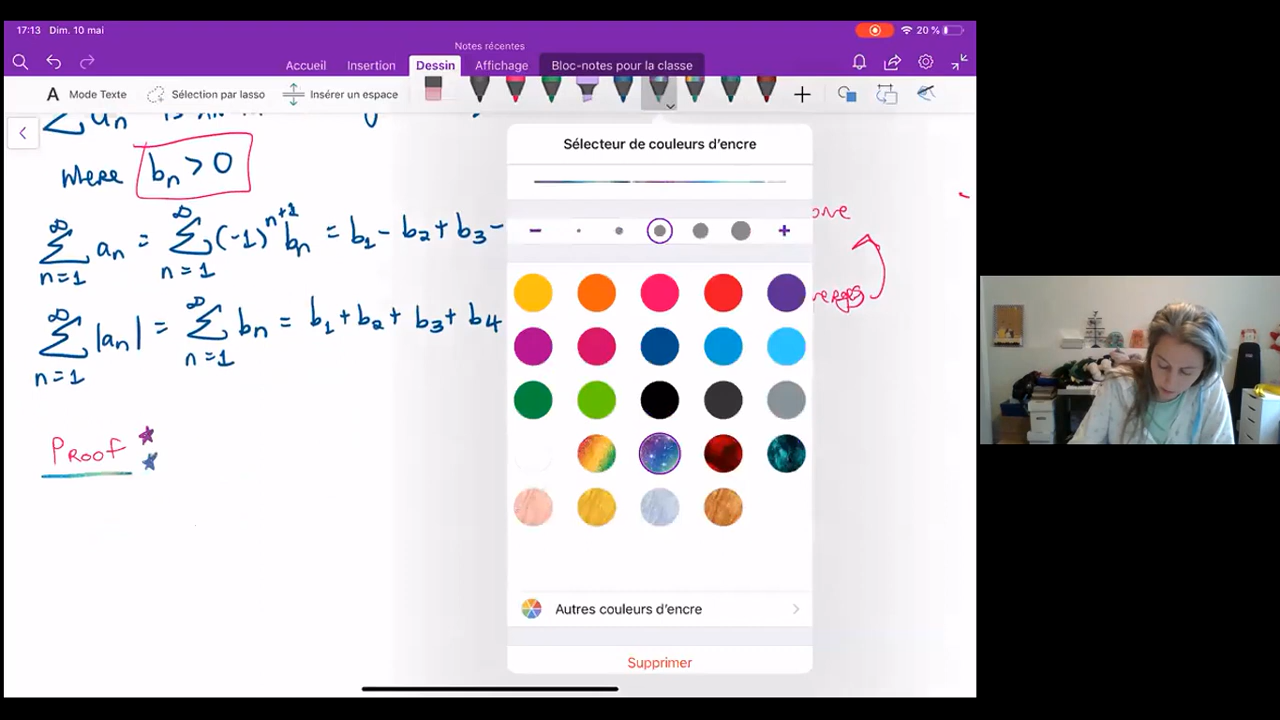 17:13 Dim. 10 mai
20 %
Notes récentes
Accueil Insertion Dessin Affichage Bloc-notes pour la classe
A Mode Texte Sélection par lasso Insérer un espace
Sélecteur de couleurs d'encre
where bₙ > 0
∞ ∑ n=1 aₙ = ∞ ∑ n=1 (-1)ⁿ⁺¹ bₙ = b₁ - b₂ + b₃ -
∞ ∑ n=1 |aₙ| = ∞ ∑ n=1 bₙ = b₁ + b₂ + b₃ + b₄
PROOF
Autres couleurs d'encre
Supprimer